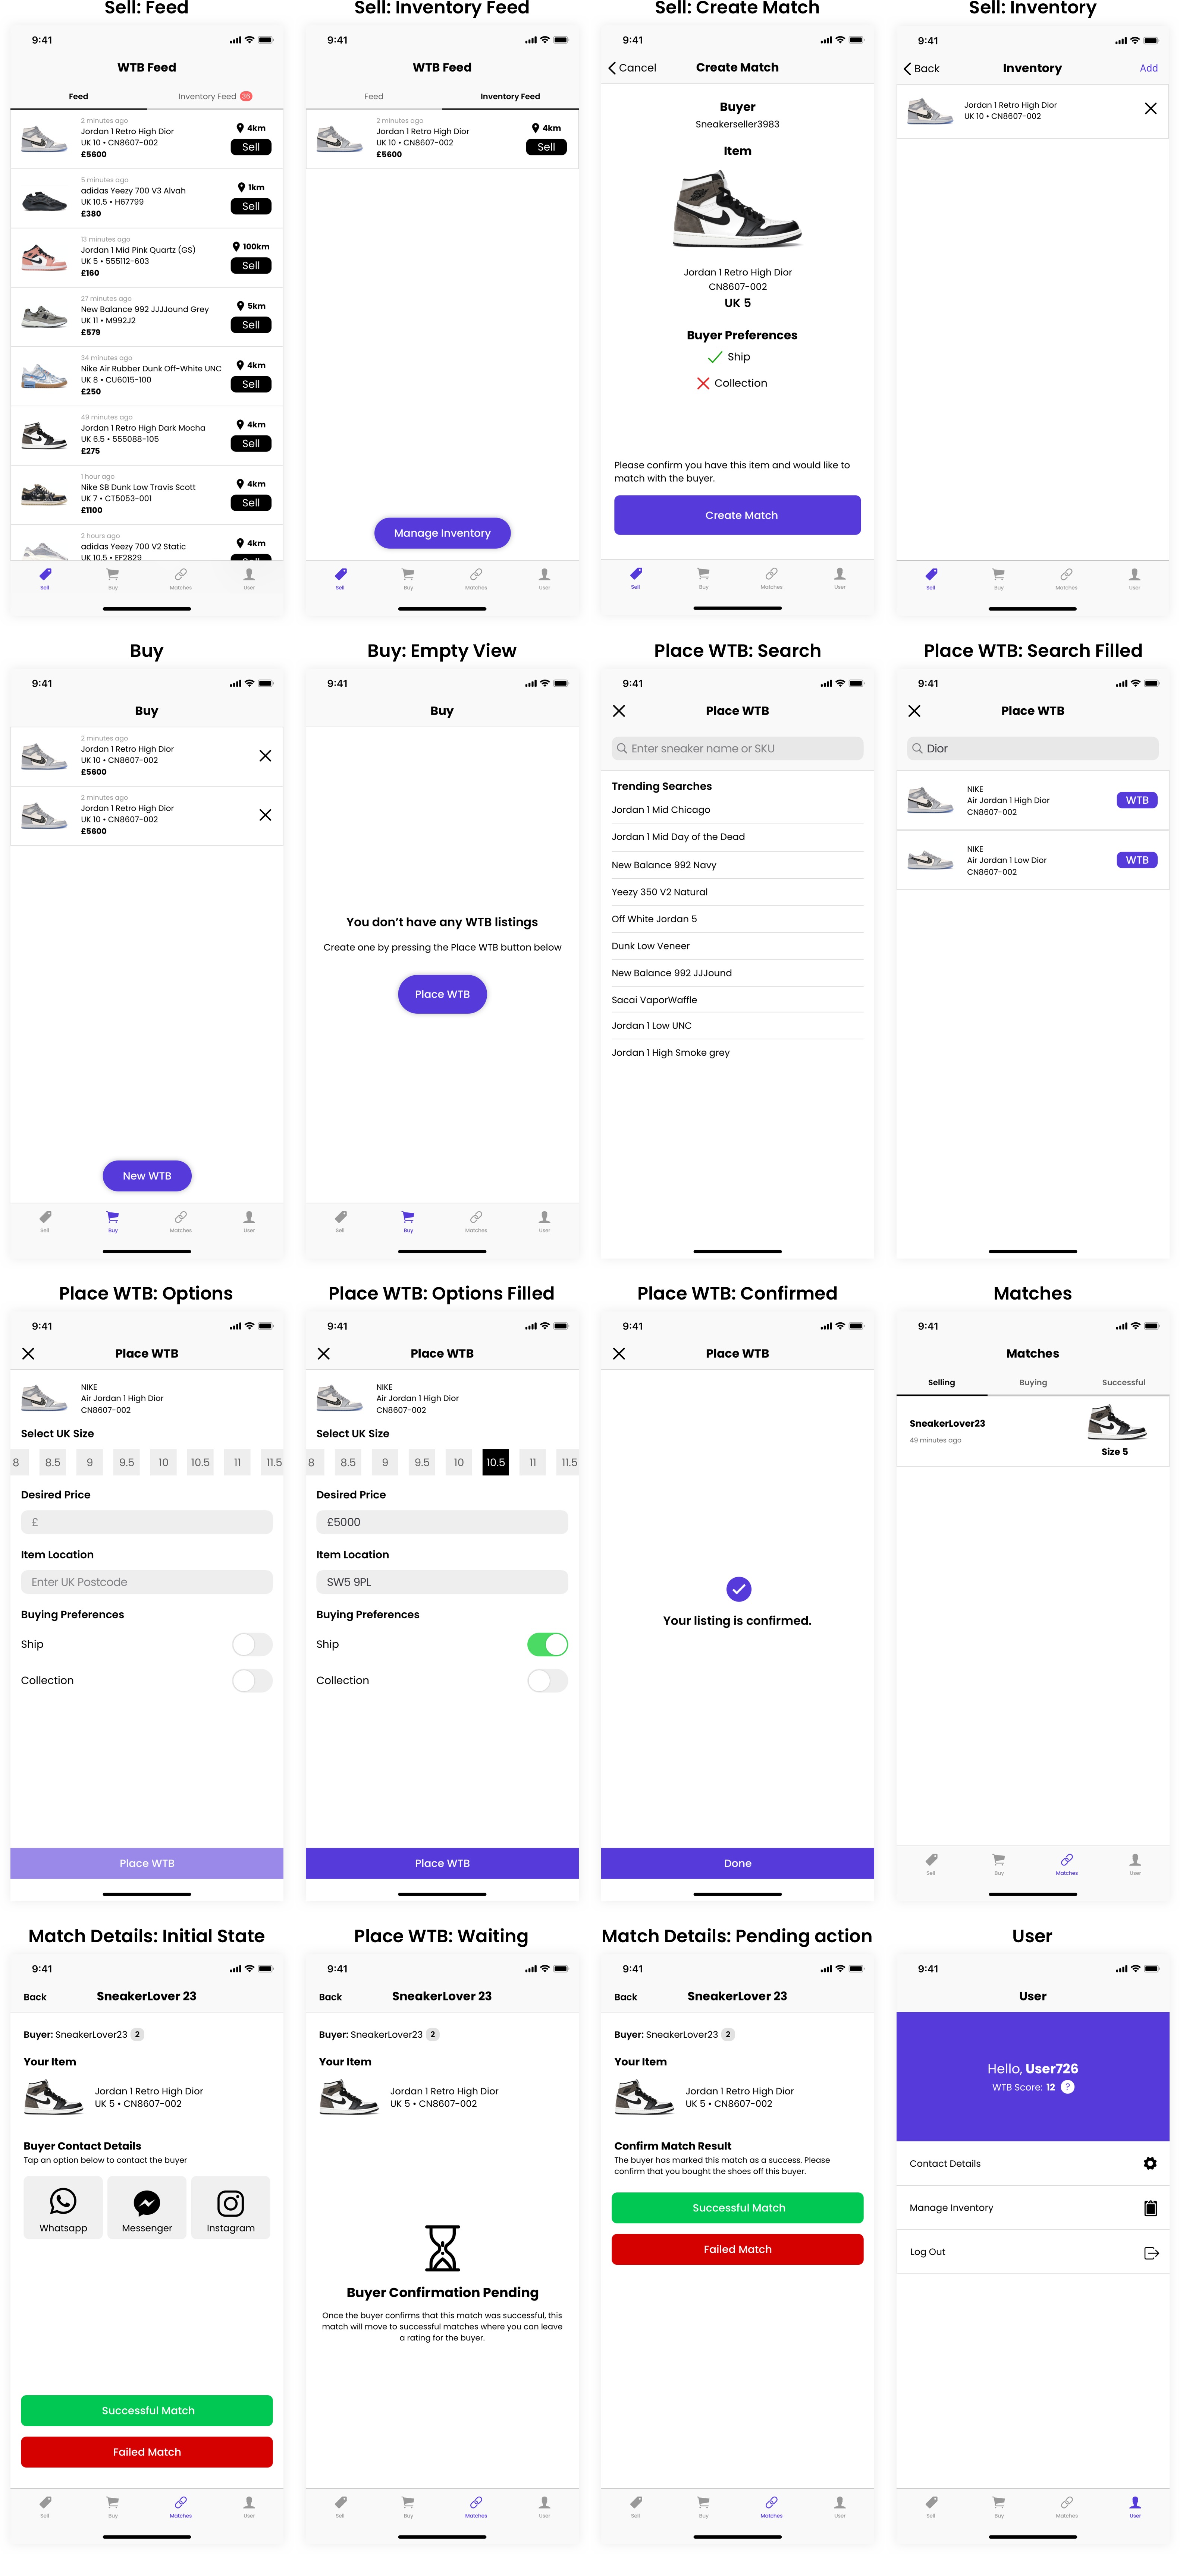 Sell: Feed
9:41
WTB Feed
Feed
Inventory Feed 36
2 minutes ago
Jordan 1 Retro High Dior
UK 10 • CN8607-002
£5600
4km
Sell
5 minutes ago
adidas Yeezy 700 V3 Alvah
UK 10.5 • H67799
£380
1km
Sell
13 minutes ago
Jordan 1 Mid Pink Quartz (GS)
UK 5 • 555112-603
£160
100km
Sell
27 minutes ago
New Balance 992 JJJJound Grey
UK 11 • M992J2
£579
5km
Sell
34 minutes ago
Nike Air Rubber Dunk Off-White UNC
UK 8 • CU6015-100
£250
4km
Sell
49 minutes ago
Jordan 1 Retro High Dark Mocha
UK 6.5 • 555088-105
£275
4km
Sell
1 hour ago
Nike SB Dunk Low Travis Scott
UK 7 • CT5053-001
£1100
4km
Sell
2 hours ago
adidas Yeezy 700 V2 Static
UK 10.5 • EF2829
4km
Sell
Sell
Buy
Matches
User
Sell: Inventory Feed
9:41
WTB Feed
Feed
Inventory Feed
2 minutes ago
Jordan 1 Retro High Dior
UK 10 • CN8607-002
£5600
4km
Sell
Manage Inventory
Sell
Buy
Matches
User
Sell: Create Match
9:41
Cancel
Create Match
Buyer
Sneakerseller3983
Item
Jordan 1 Retro High Dior
CN8607-002
UK 5
Buyer Preferences
Ship
Collection
Please confirm you have this item and would like to
match with the buyer.
Create Match
Sell
Buy
Matches
User
Sell: Inventory
9:41
Back
Inventory
Add
Jordan 1 Retro High Dior
UK 10 • CN8607-002
Sell
Buy
Matches
User
Buy
9:41
Buy
2 minutes ago
Jordan 1 Retro High Dior
UK 10 • CN8607-002
£5600
2 minutes ago
Jordan 1 Retro High Dior
UK 10 • CN8607-002
£5600
New WTB
Sell
Buy
Matches
User
Buy: Empty View
9:41
Buy
You don't have any WTB listings
Create one by pressing the Place WTB button below
Place WTB
Sell
Buy
Matches
User
Place WTB: Search
9:41
Place WTB
Enter sneaker name or SKU
Trending Searches
Jordan 1 Mid Chicago
Jordan 1 Mid Day of the Dead
New Balance 992 Navy
Yeezy 350 V2 Natural
Off White Jordan 5
Dunk Low Veneer
New Balance 992 JJJound
Sacai VaporWaffle
Jordan 1 Low UNC
Jordan 1 High Smoke grey
Place WTB: Search Filled
9:41
Place WTB
Dior
NIKE
Air Jordan 1 High Dior
CN8607-002
WTB
NIKE
Air Jordan 1 Low Dior
CN8607-002
WTB
Place WTB: Options
9:41
Place WTB
NIKE
Air Jordan 1 High Dior
CN8607-002
Select UK Size
8 8.5 9 9.5 10 10.5 11 11.5
Desired Price
£
Item Location
Enter UK Postcode
Buying Preferences
Ship
Collection
Place WTB
Place WTB: Options Filled
9:41
Place WTB
NIKE
Air Jordan 1 High Dior
CN8607-002
Select UK Size
8 8.5 9 9.5 10 10.5 11 11.5
Desired Price
£5000
Item Location
SW5 9PL
Buying Preferences
Ship
Collection
Place WTB
Place WTB: Confirmed
9:41
Place WTB
Your listing is confirmed.
Done
Matches
9:41
Matches
Selling
Buying
Successful
SneakerLover23
49 minutes ago
Size 5
Sell
Buy
Matches
User
Match Details: Initial State
9:41
Back
SneakerLover 23
Buyer: SneakerLover23 2
Your Item
Jordan 1 Retro High Dior
UK 5 • CN8607-002
Buyer Contact Details
Tap an option below to contact the buyer
Whatsapp
Messenger
Instagram
Successful Match
Failed Match
Sell
Buy
Matches
User
Place WTB: Waiting
9:41
Back
SneakerLover 23
Buyer: SneakerLover23 2
Your Item
Jordan 1 Retro High Dior
UK 5 • CN8607-002
Buyer Confirmation Pending
Once the buyer confirms that this match was successful, this
match will move to successful matches where you can leave
a rating for the buyer.
Sell
Buy
Matches
User
Match Details: Pending action
9:41
Back
SneakerLover 23
Buyer: SneakerLover23 2
Your Item
Jordan 1 Retro High Dior
UK 5 • CN8607-002
Confirm Match Result
The buyer has marked this match as a success. Please
confirm that you bought the shoes off this buyer.
Successful Match
Failed Match
Sell
Buy
Matches
User
User
9:41
User
Hello, User726
WTB Score: 12 ?
Contact Details
Manage Inventory
Log Out
Sell
Buy
Matches
User